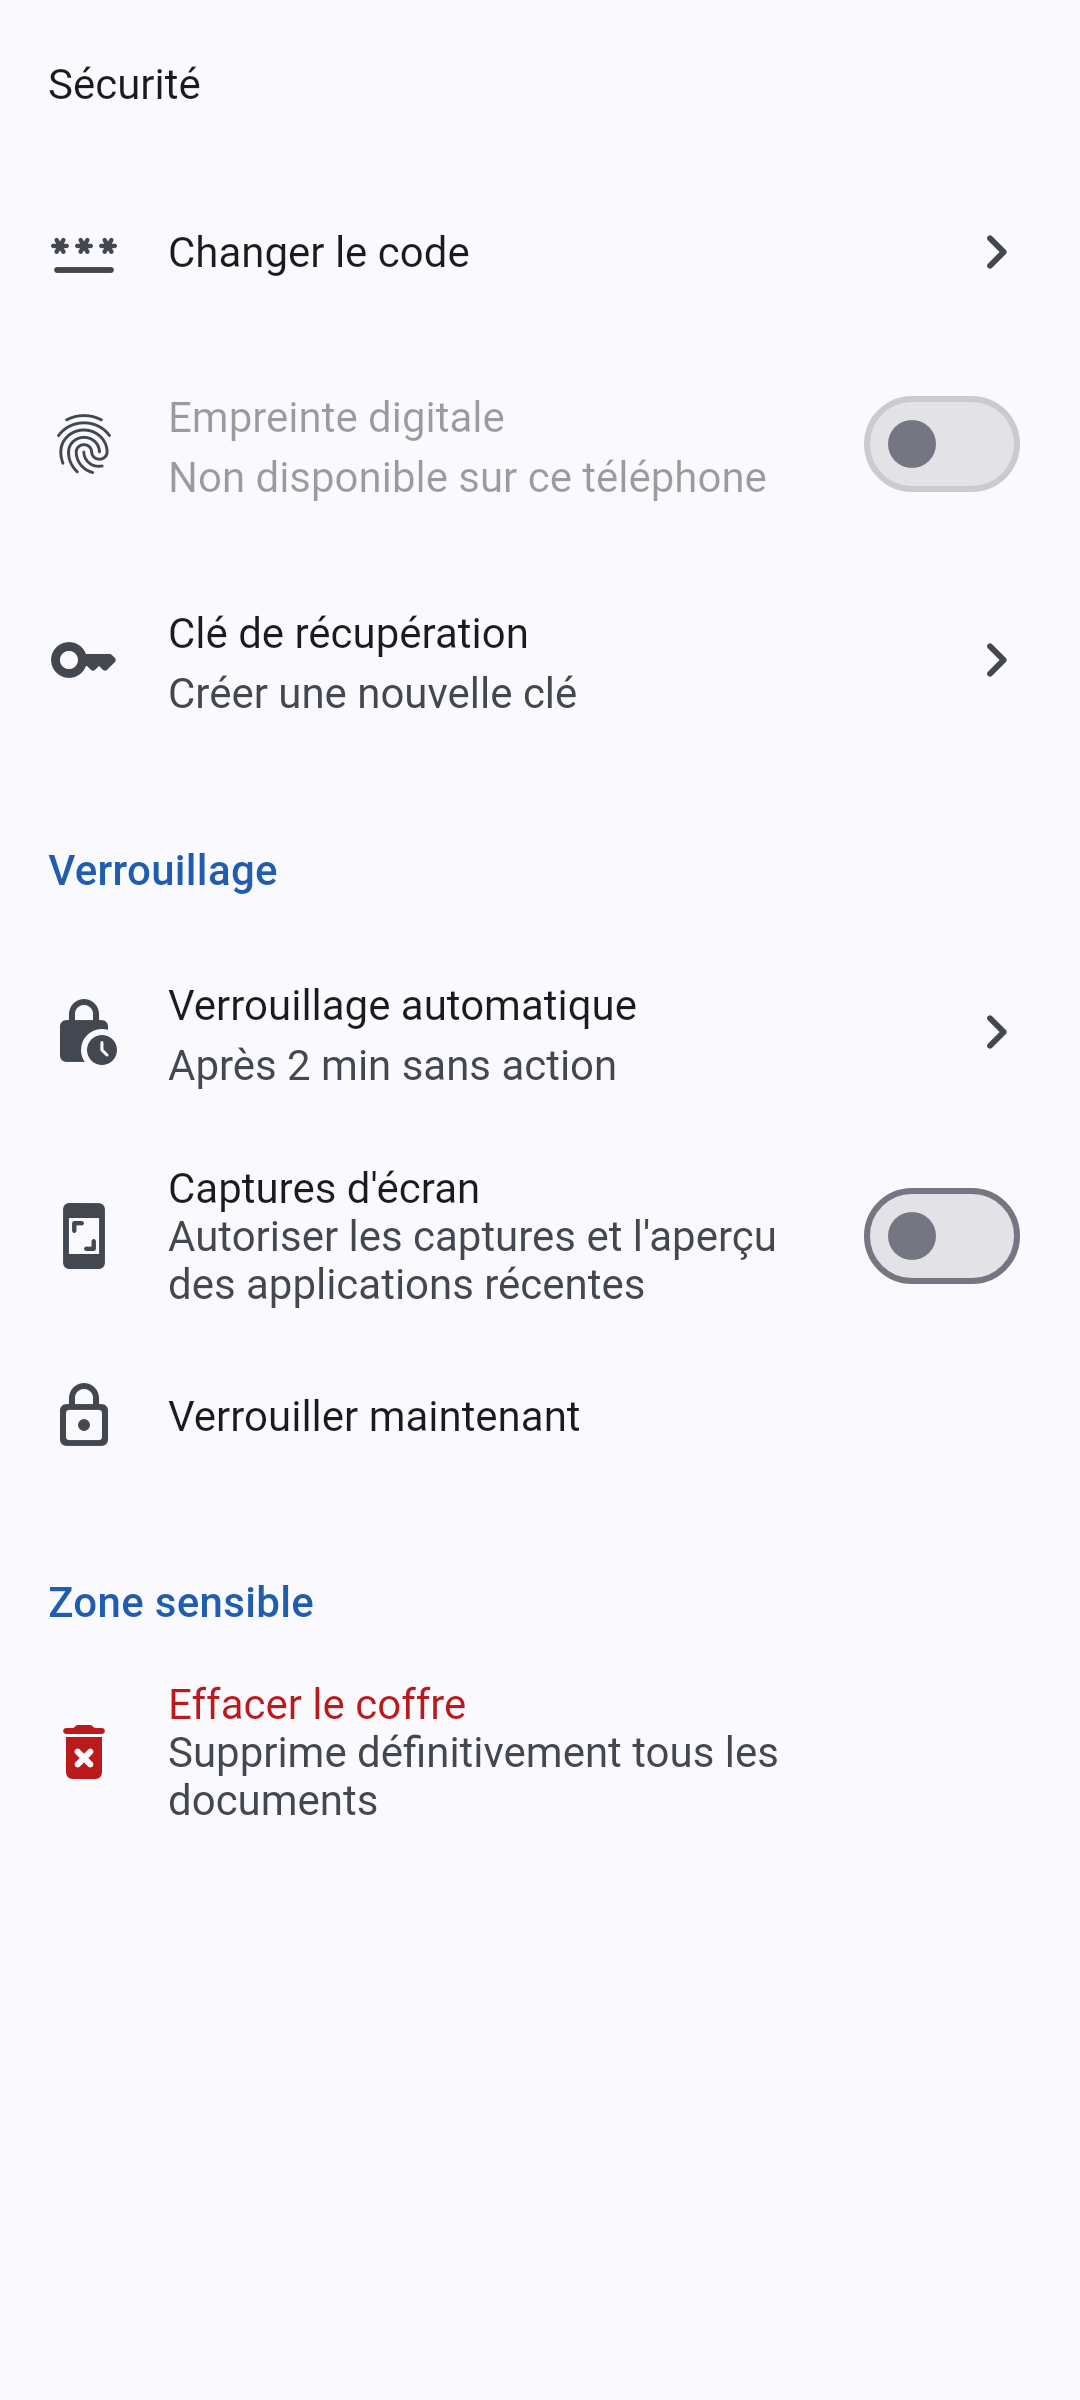 Sécurité
Changer le code
Empreinte digitale
Non disponible sur ce téléphone
Clé de récupération
Créer une nouvelle clé
Verrouillage
Verrouillage automatique
Après 2 min sans action
Captures d'écran
Autoriser les captures et l'aperçu
des applications récentes
Verrouiller maintenant
Zone sensible
Effacer le coffre
Supprime définitivement tous les
documents